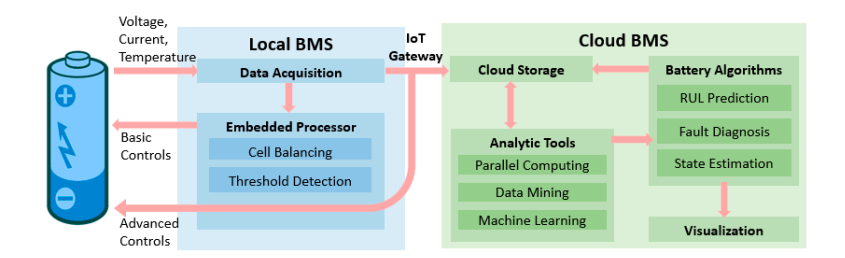 Voltage,
Current,
Temperature
Basic
Controls
Advanced
Controls
Local BMS
Data Acquisition
Embedded Processor
Cell Balancing
Threshold Detection
IoT
Gateway
Cloud BMS
Cloud Storage
Analytic Tools
Parallel Computing
Data Mining
Machine Learning
Battery Algorithms
RUL Prediction
Fault Diagnosis
State Estimation
Visualization